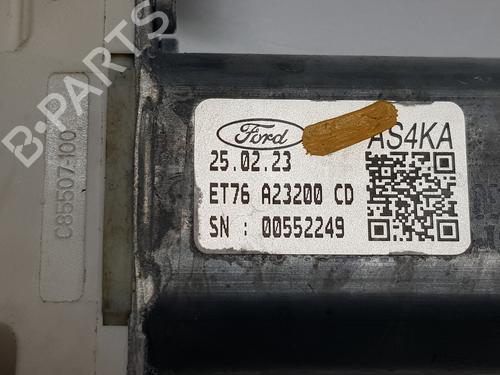 B-PARTS
C85507-100
Ford
AS4KA
25.02.23
ET76 A23200 CD
SN : 00552249